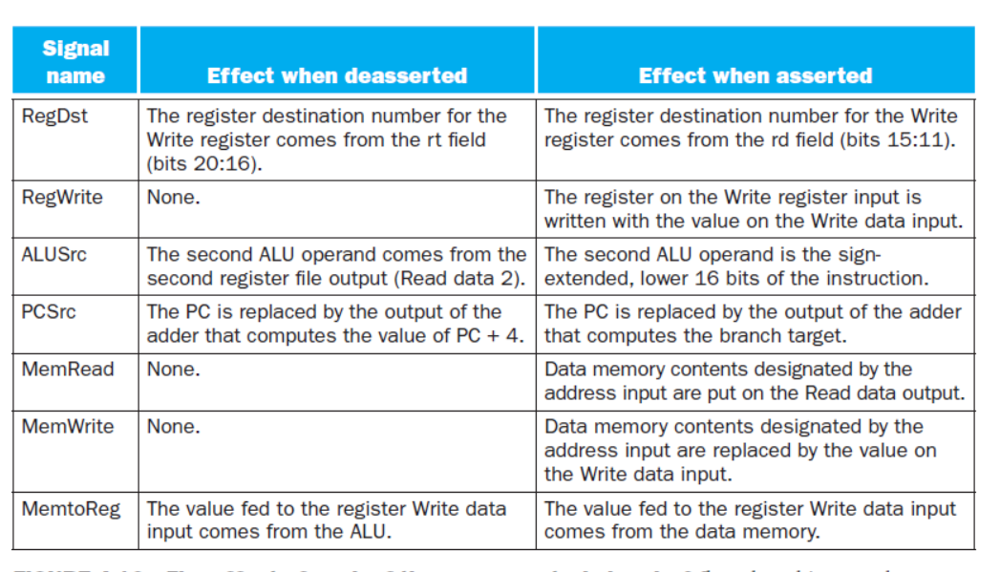 Signal name
Effect when deasserted
Effect when asserted
RegDst
The register destination number for the
Write register comes from the rt field
(bits 20:16).
The register destination number for the Write
register comes from the rd field (bits 15:11).
RegWrite
None.
The register on the Write register input is
written with the value on the Write data input.
ALUSrc
The second ALU operand comes from the
second register file output (Read data 2).
The second ALU operand is the sign-
extended, lower 16 bits of the instruction.
PCSrc
The PC is replaced by the output of the
adder that computes the value of PC + 4.
The PC is replaced by the output of the adder
that computes the branch target.
MemRead
None.
Data memory contents designated by the
address input are put on the Read data output.
MemWrite
None.
Data memory contents designated by the
address input are replaced by the value on
the Write data input.
MemtoReg
The value fed to the register Write data
input comes from the ALU.
The value fed to the register Write data input
comes from the data memory.